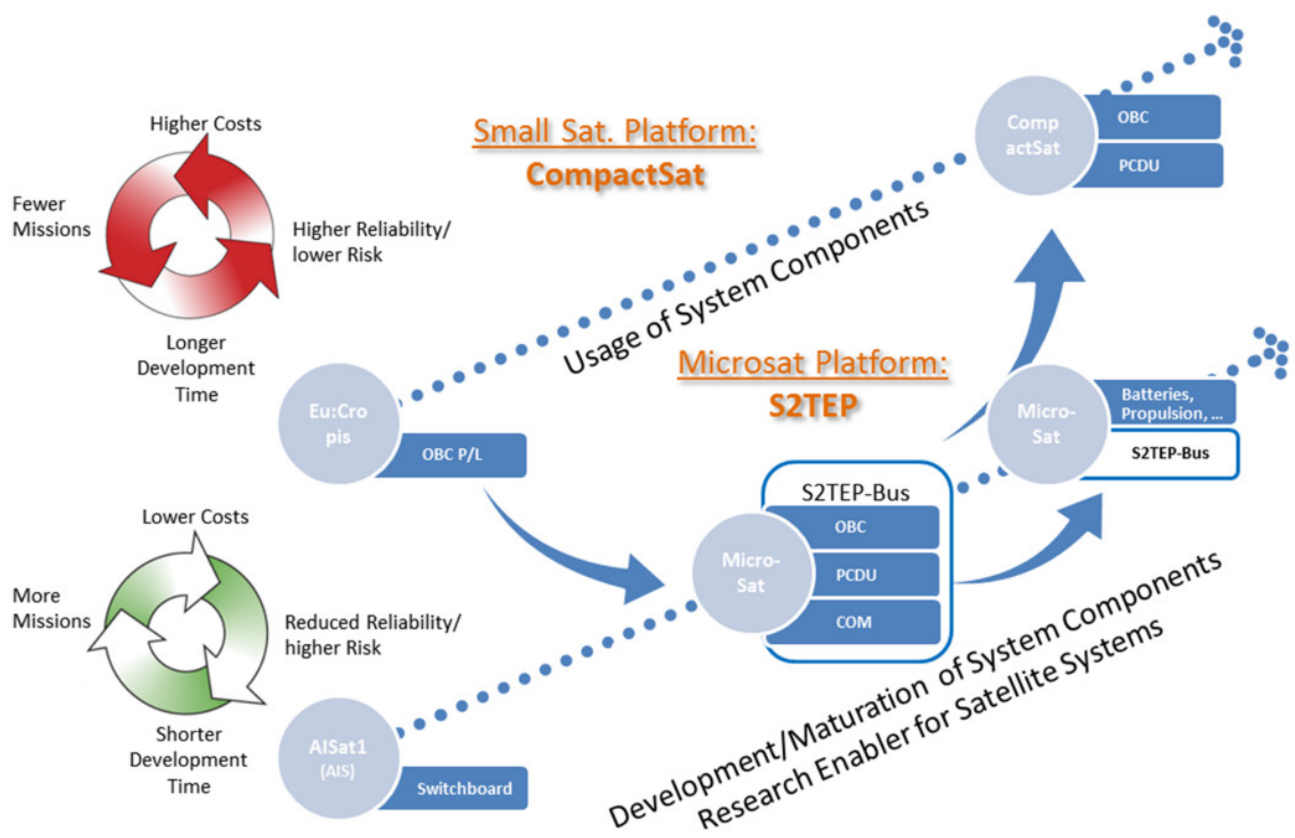 Higher Costs
Fewer
Missions
Higher Reliability/
lower Risk
Longer
Development
Time
Small Sat. Platform:
CompactSat
Comp
actSat
OBC
PCDU
Usage of System Components
Eu:Cro
pis
OBC P/L
Microsat Platform:
S2TEP
Micro-
Sat
Batteries,
Propulsion, ...
S2TEP-Bus
Lower Costs
More
Missions
Reduced Reliability/
higher Risk
Shorter
Development
Time
S2TEP-Bus
Micro-
Sat
OBC
PCDU
COM
AISat1
(AIS)
Switchboard
Development/Maturation of System Components
Research Enabler for Satellite Systems